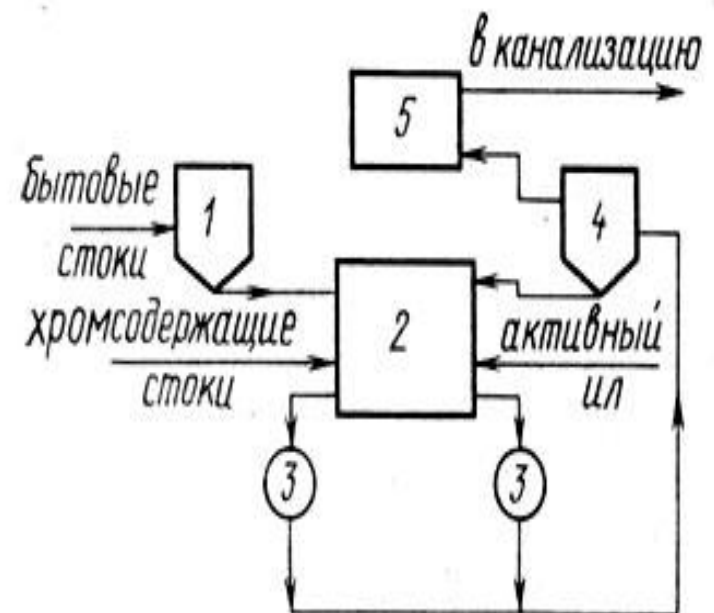 в канализацию
5
бытовые
стоки
1
4
хромсодержащие
стоки
2
активный
ил
3
3